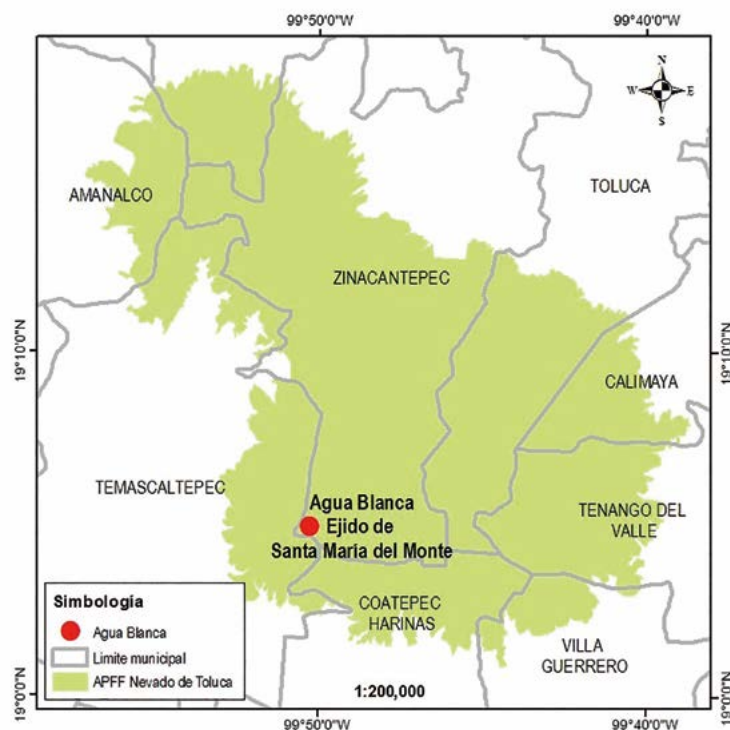 99°50'0"W
99°40'0"W
N
W E
S
AMANALCO
TOLUCA
ZINACANTEPEC
19°10'0"N
19°10'0"N
CALIMAYA
TEMASCALTEPEC
Agua Blanca
Ejido de
Santa Maria del Monte
TENANGO DEL
VALLE
Simbología
Agua Blanca
Limite municipal
APFF Nevado de Toluca
COATEPEC
HARINAS
VILLA
GUERRERO
1:200,000
19°0'0"N
19°0'0"N
99°50'0"W
99°40'0"W